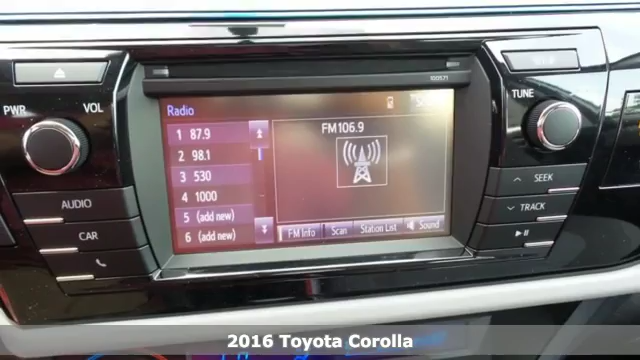 100571
PWR
VOL
TUNE
Radio
FM106.9
1 87.9
2 98.1
3 530
4 1000
5 (add new)
6 (add new)
FM Info
Scan
Station List
Sound
AUDIO
CAR
SEEK
TRACK
2016 Toyota Corolla